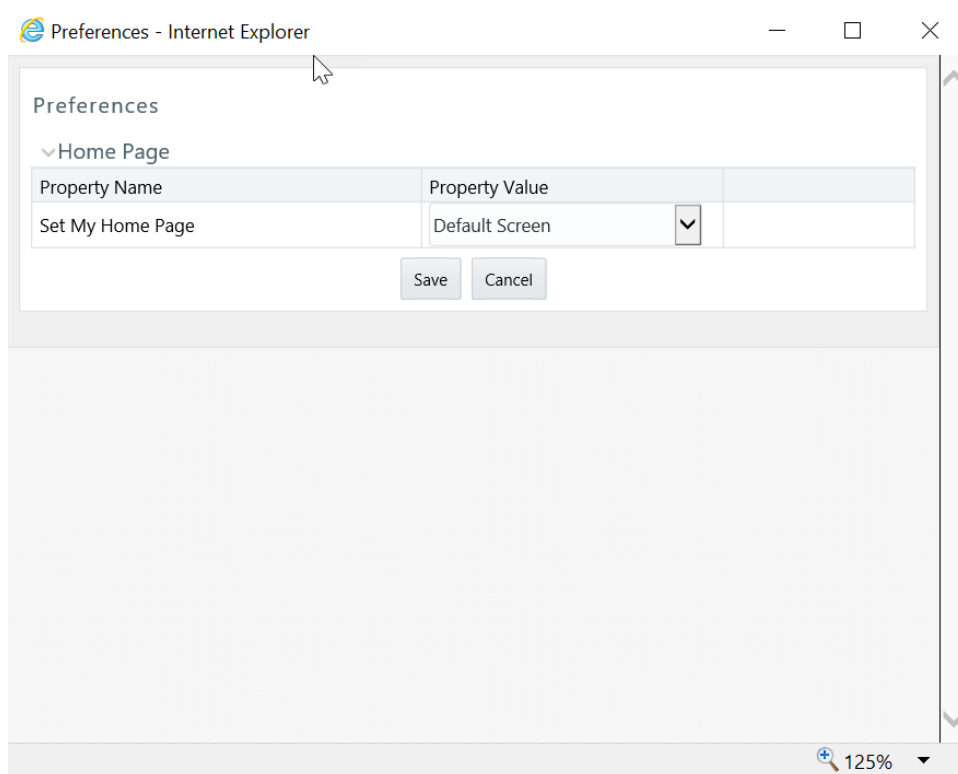 Preferences - Internet Explorer
Preferences
Home Page
Property Name Property Value
Set My Home Page Default Screen
Save Cancel
125%